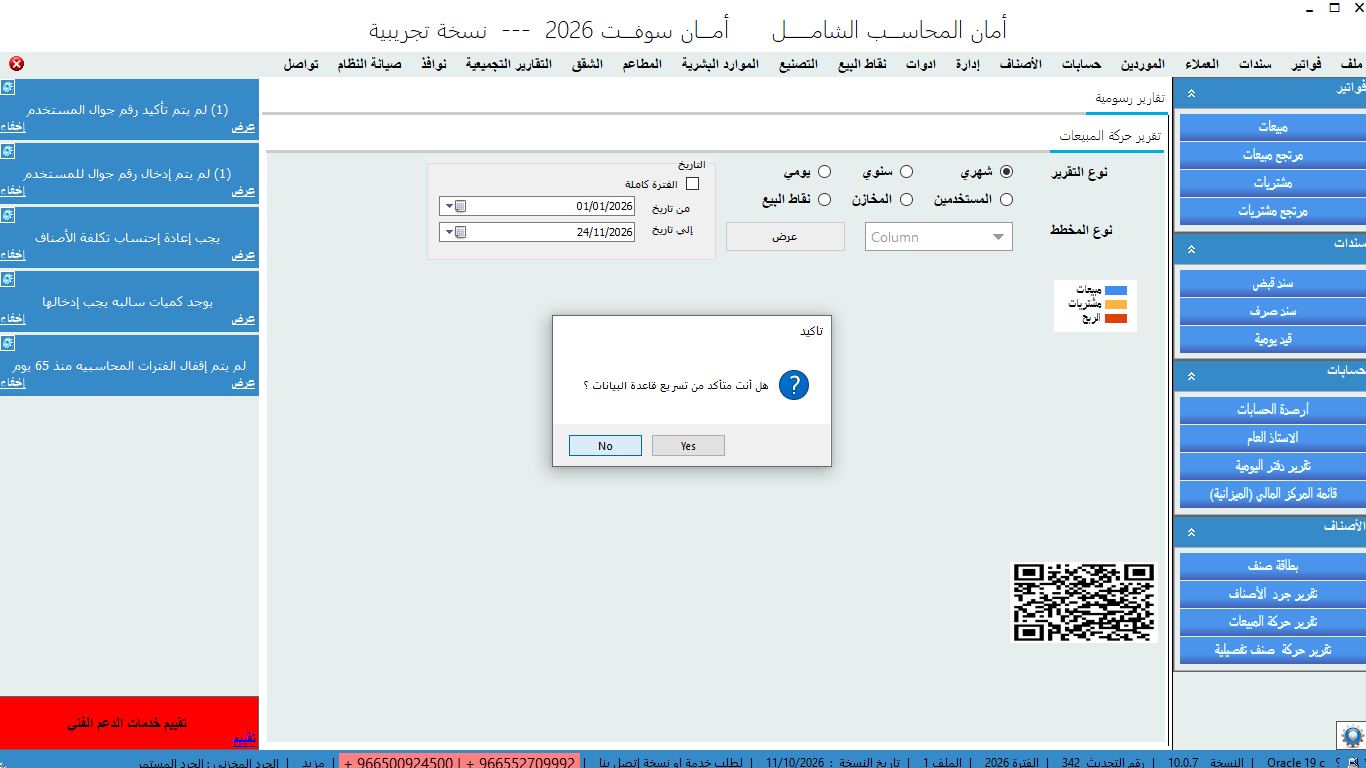 أمان المحاســب الشامــــل أمــان سوفــت 2026 --- نسخة تجريبية
ملف فواتير سندات العملاء الموردين حسابات الأصناف إدارة ادوات نقاط البيع التصنيع الموارد البشرية المطاعم الشقق التقارير التجميعية نوافذ صيانة النظام تواصل
فواتير
مبيعات
مرتجع مبيعات
مشتريات
مرتجع مشتريات
سندات
سند قبض
سند صرف
قيد يومية
حسابات
أرصدة الحسابات
الاستاذ العام
تقرير دفتر اليومية
قائمة المركز المالي (الميزانية)
الأصناف
بطاقة صنف
تقرير جرد الأصناف
تقرير حركة المبيعات
تقرير حركة صنف تفصيلية
تقارير رسومية
تقرير حركة المبيعات
نوع التقرير
شهري
سنوي
يومي
المستخدمين
المخازن
نقاط البيع
نوع المخطط
Column
عرض
التاريخ
الفترة كاملة
من تاريخ 01/01/2026
إلى تاريخ 24/11/2026
مبيعات
مشتريات
الربح
تاكيد
هل أنت متأكد من تسريع قاعدة البيانات ؟
Yes
No
(1) لم يتم تأكيد رقم جوال المستخدم
عرض إخفاء
(1) لم يتم إدخال رقم جوال للمستخدم
عرض إخفاء
يجب إعادة إحتساب تكلفة الأصناف
عرض إخفاء
يوجد كميات سالبه يجب إدخالها
عرض إخفاء
لم يتم إقفال الفترات المحاسبيه منذ 65 يوم
عرض إخفاء
تقييم خدمات الدعم الفني
تقييم
؟ Oracle 19 c | النسخة 10.0.7 | رقم التحديث 342 | الفترة 2026 | الملف 1 | تاريخ النسخة : 11/10/2026 | لطلب خدمة او نسخة إتصل بنا | + 966500924500 | + 966552709992 | مزيد | الجرد المخزني : الجرد المستمر